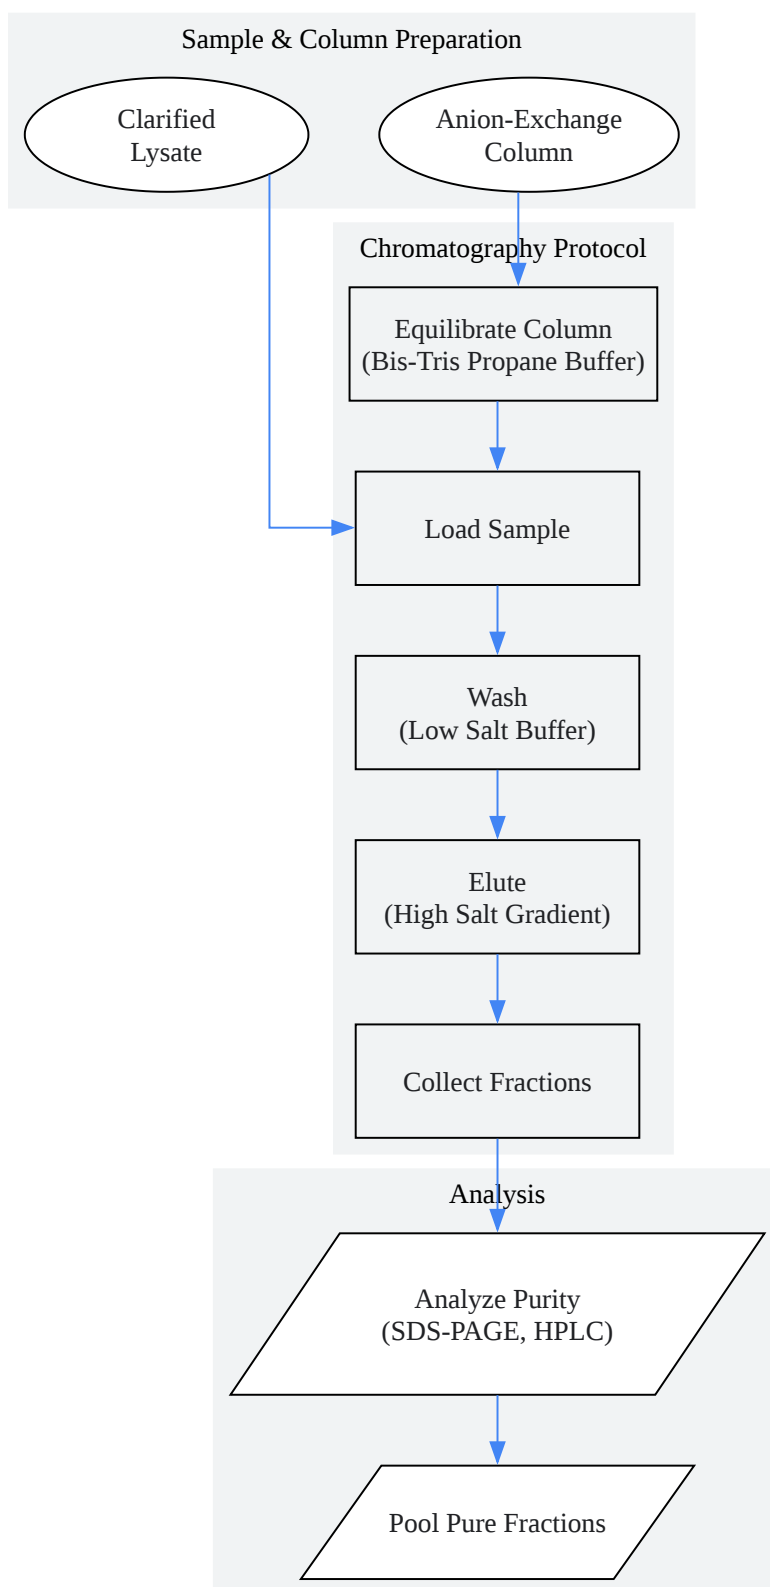 Sample & Column Preparation
Clarified
Lysate
Anion-Exchange
Column
Chromatography Protocol
Equilibrate Column
(Bis-Tris Propane Buffer)
Load Sample
Wash
(Low Salt Buffer)
Elute
(High Salt Gradient)
Collect Fractions
Analysis
Analyze Purity
(SDS-PAGE, HPLC)
Pool Pure Fractions